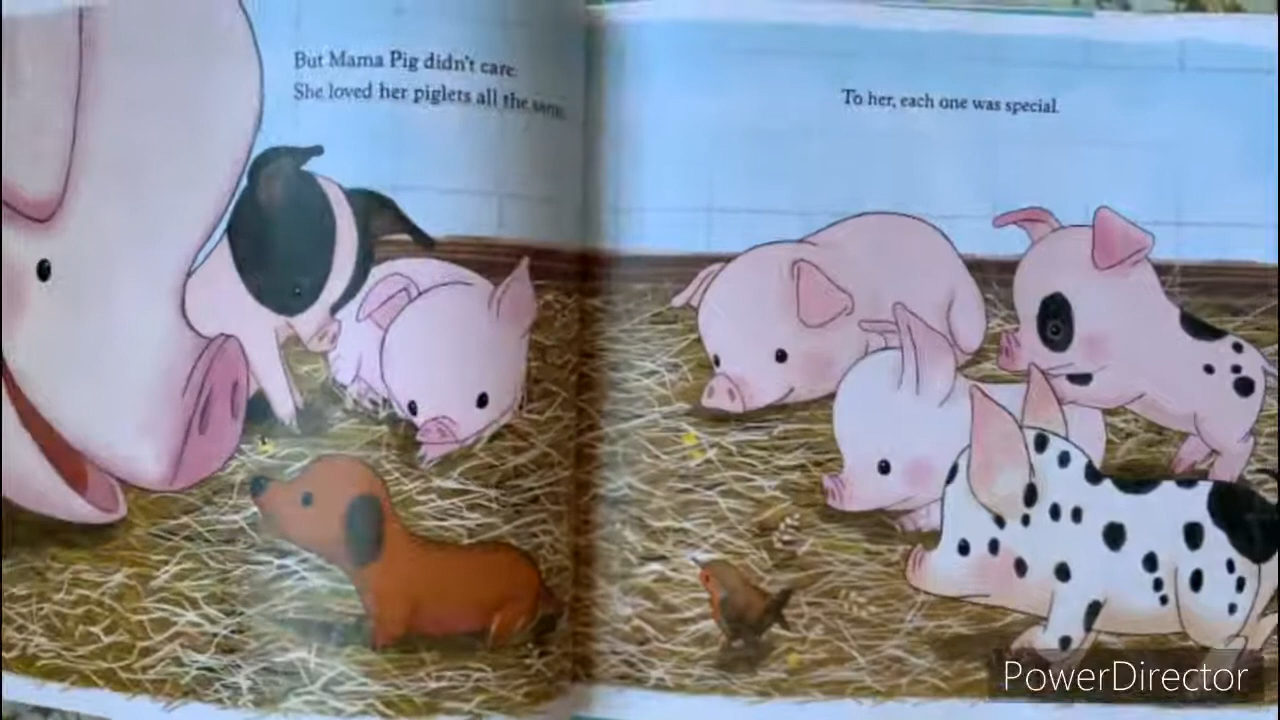 But Mama Pig didn't care.
She loved her piglets all the same.
To her, each one was special.
PowerDirector